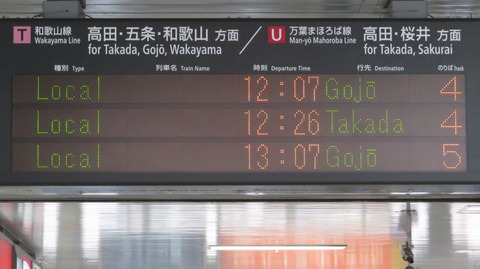 T 和歌山線 高田・五条・和歌山 方面 / U 万葉まほろば線 高田・桜井 方面
Wakayama Line for Takada, Gojō, Wakayama Man-yō Mahoroba Line for Takada, Sakurai
種別 Type 列車名 Train Name 時刻 Departure Time 行先 Destination のりば Track
Local 12:07 Gojō 4
Local 12:26 Takada 4
Local 13:07 Gojō 5